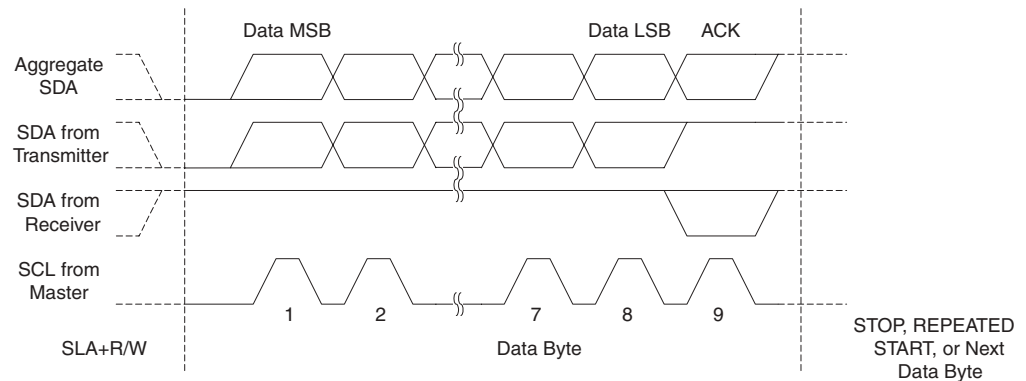 Data MSB
Data LSB
ACK
Aggregate
SDA
SDA from
Transmitter
SDA from
Receiver
SCL from
Master
1
2
7
8
9
SLA+R/W
Data Byte
STOP, REPEATED
START, or Next
Data Byte